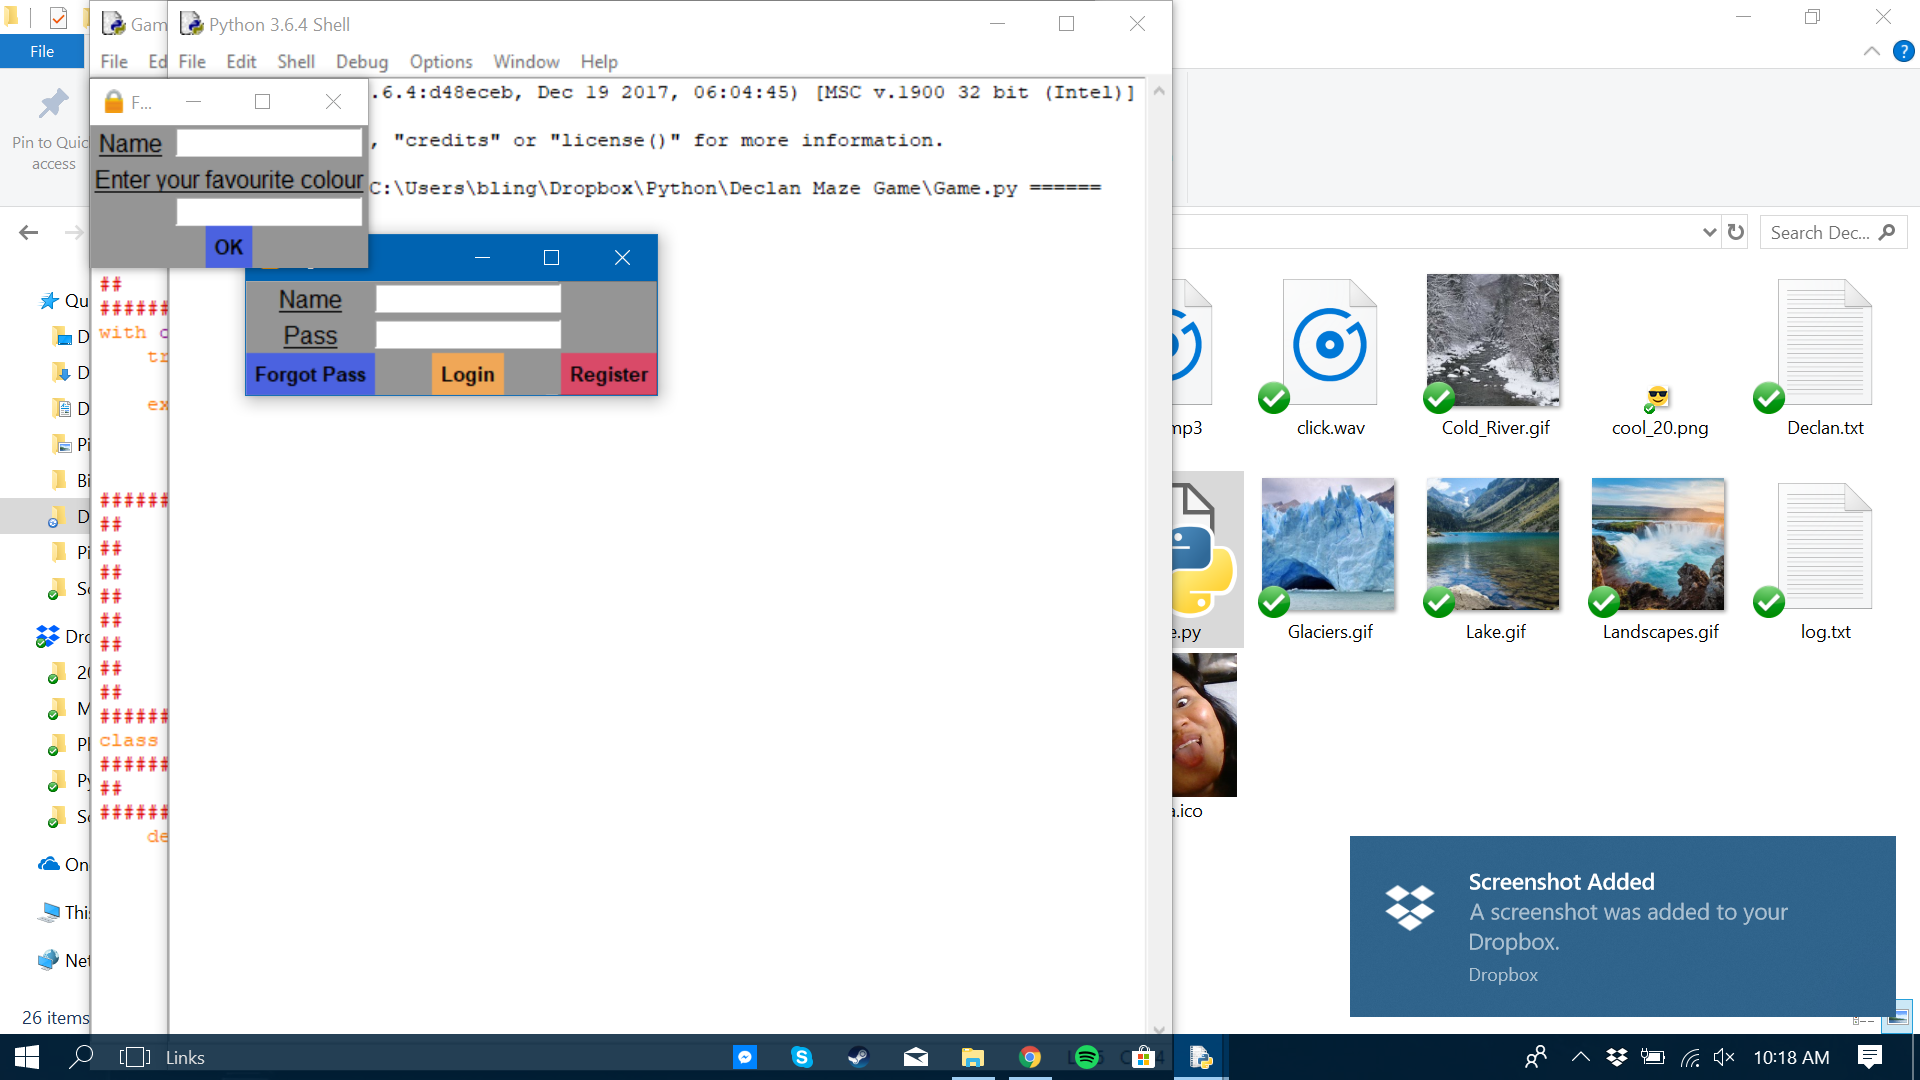 File
Gam
Python 3.6.4 Shell
File Ed
File Edit Shell Debug Options Window Help
Pin to Quic
access
F...
.6.4:d48eceb, Dec 19 2017, 06:04:45) [MSC v.1900 32 bit (Intel)]
, "credits" or "license()" for more information.
C:\Users\bling\Dropbox\Python\Declan Maze Game\Game.py ======
Name
Enter your favourite colour
OK
Name
Pass
Forgot Pass Login Register
Search Dec...
Qu
D
D
D
Pi
Bi
D
Pi
Sc
Dro
20
M
Pl
Py
Sc
On
This
Net
26 items
##
######
with c
tr
ex
######
##
##
##
##
##
##
##
##
######
class
######
##
######
de
mp3
click.wav
Cold_River.gif
cool_20.png
Declan.txt
e.py
Glaciers.gif
Lake.gif
Landscapes.gif
log.txt
a.ico
Screenshot Added
A screenshot was added to your
Dropbox.
Dropbox
Links
10:18 AM